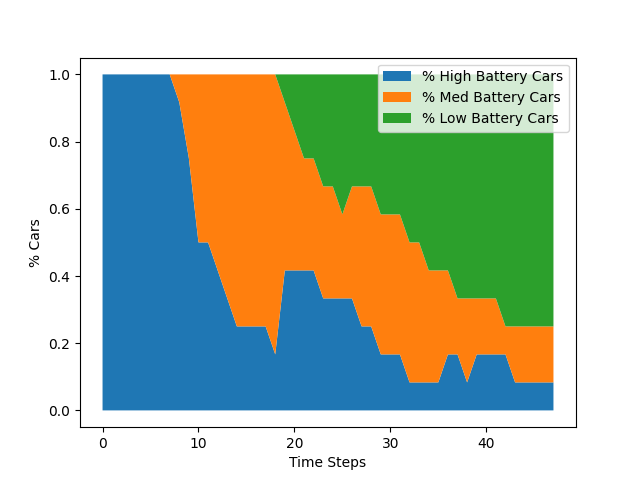 % High Battery Cars
% Med Battery Cars
% Low Battery Cars
1.0
0.8
0.6
0.4
0.2
0.0
% Cars
0 10 20 30 40
Time Steps